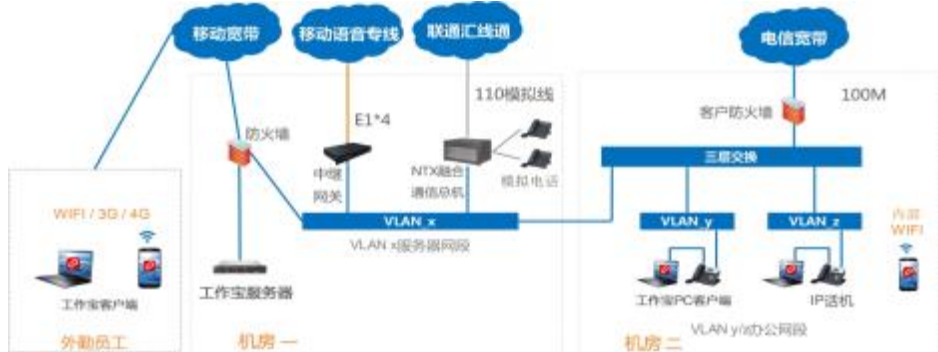 移动宽带
移动语音专线
联通汇线通
电信宽带
110模拟线
100M
客户防火墙
E1*4
防火墙
三层交换
中继
网关
NTX融合
通信总机
模拟电话
WIFI / 3G / 4G
VLAN_x
VLAN_y
VLAN_z
内部
WIFI
VLAN x服务器网段
工作宝客户端
工作宝服务器
工作宝PC客户端
IP话机
VLAN y/z办公网段
外勤员工
机房一
机房二